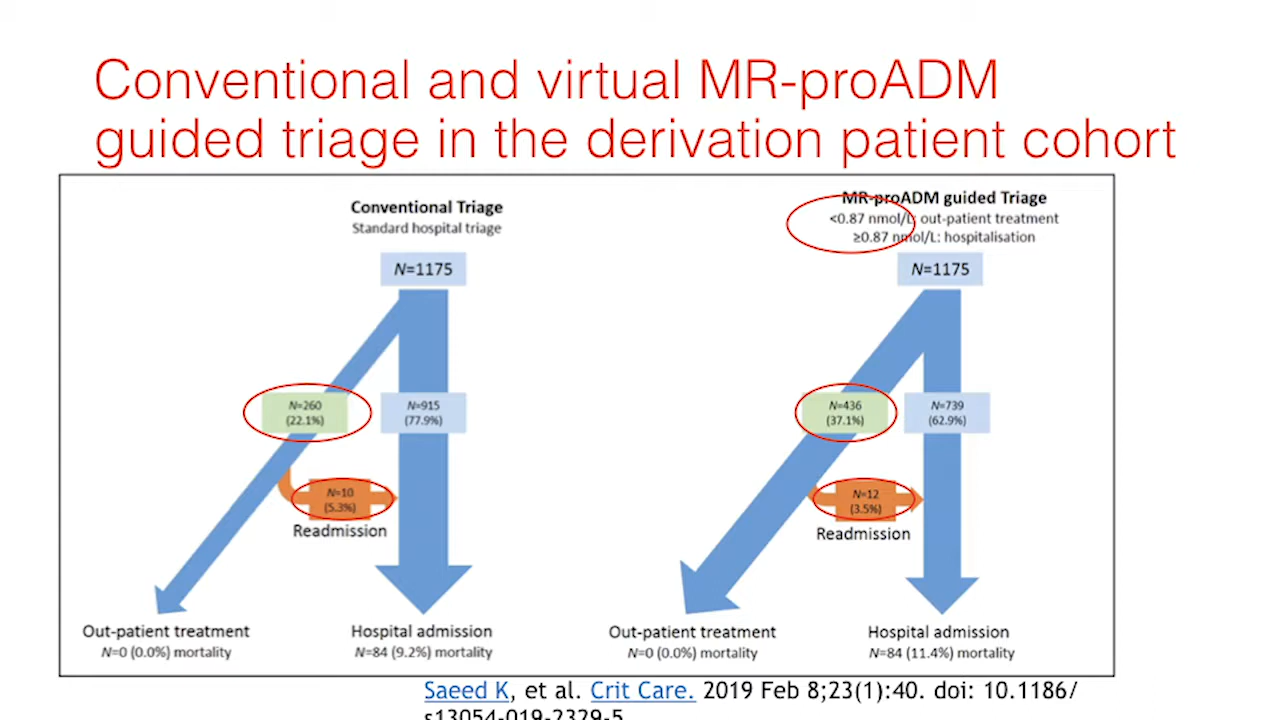 Conventional and virtual MR-proADM
guided triage in the derivation patient cohort
Conventional Triage
Standard hospital triage
N=1175
N=260
(22.1%)
N=915
(77.9%)
N=10
(5.3%)
Readmission
Out-patient treatment
N=0 (0.0%) mortality
Hospital admission
N=84 (9.2%) mortality
MR-proADM guided Triage
<0.87 nmol/L: out-patient treatment
≥0.87 nmol/L: hospitalisation
N=1175
N=436
(37.1%)
N=739
(62.9%)
N=12
(3.5%)
Readmission
Out-patient treatment
N=0 (0.0%) mortality
Hospital admission
N=84 (11.4%) mortality
Saeed K, et al. Crit Care. 2019 Feb 8;23(1):40. doi: 10.1186/
s13054-019-2329-5